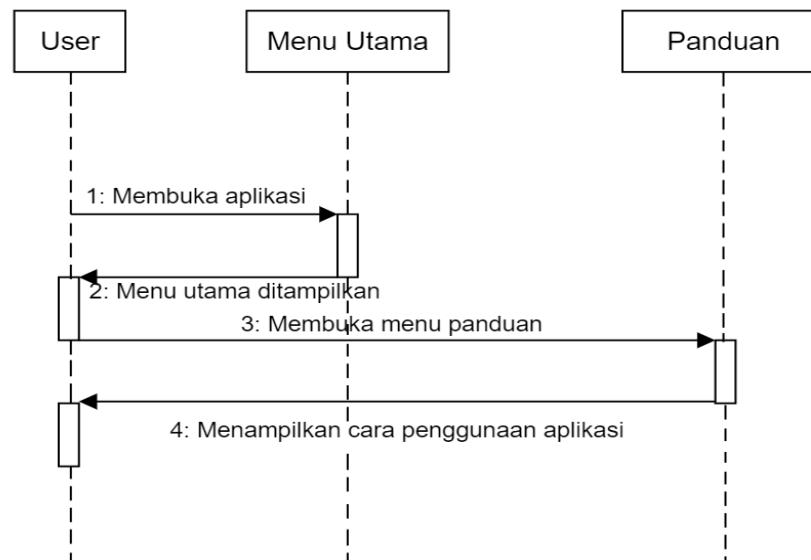 User
Menu Utama
Panduan
1: Membuka aplikasi
2: Menu utama ditampilkan
3: Membuka menu panduan
4: Menampilkan cara penggunaan aplikasi